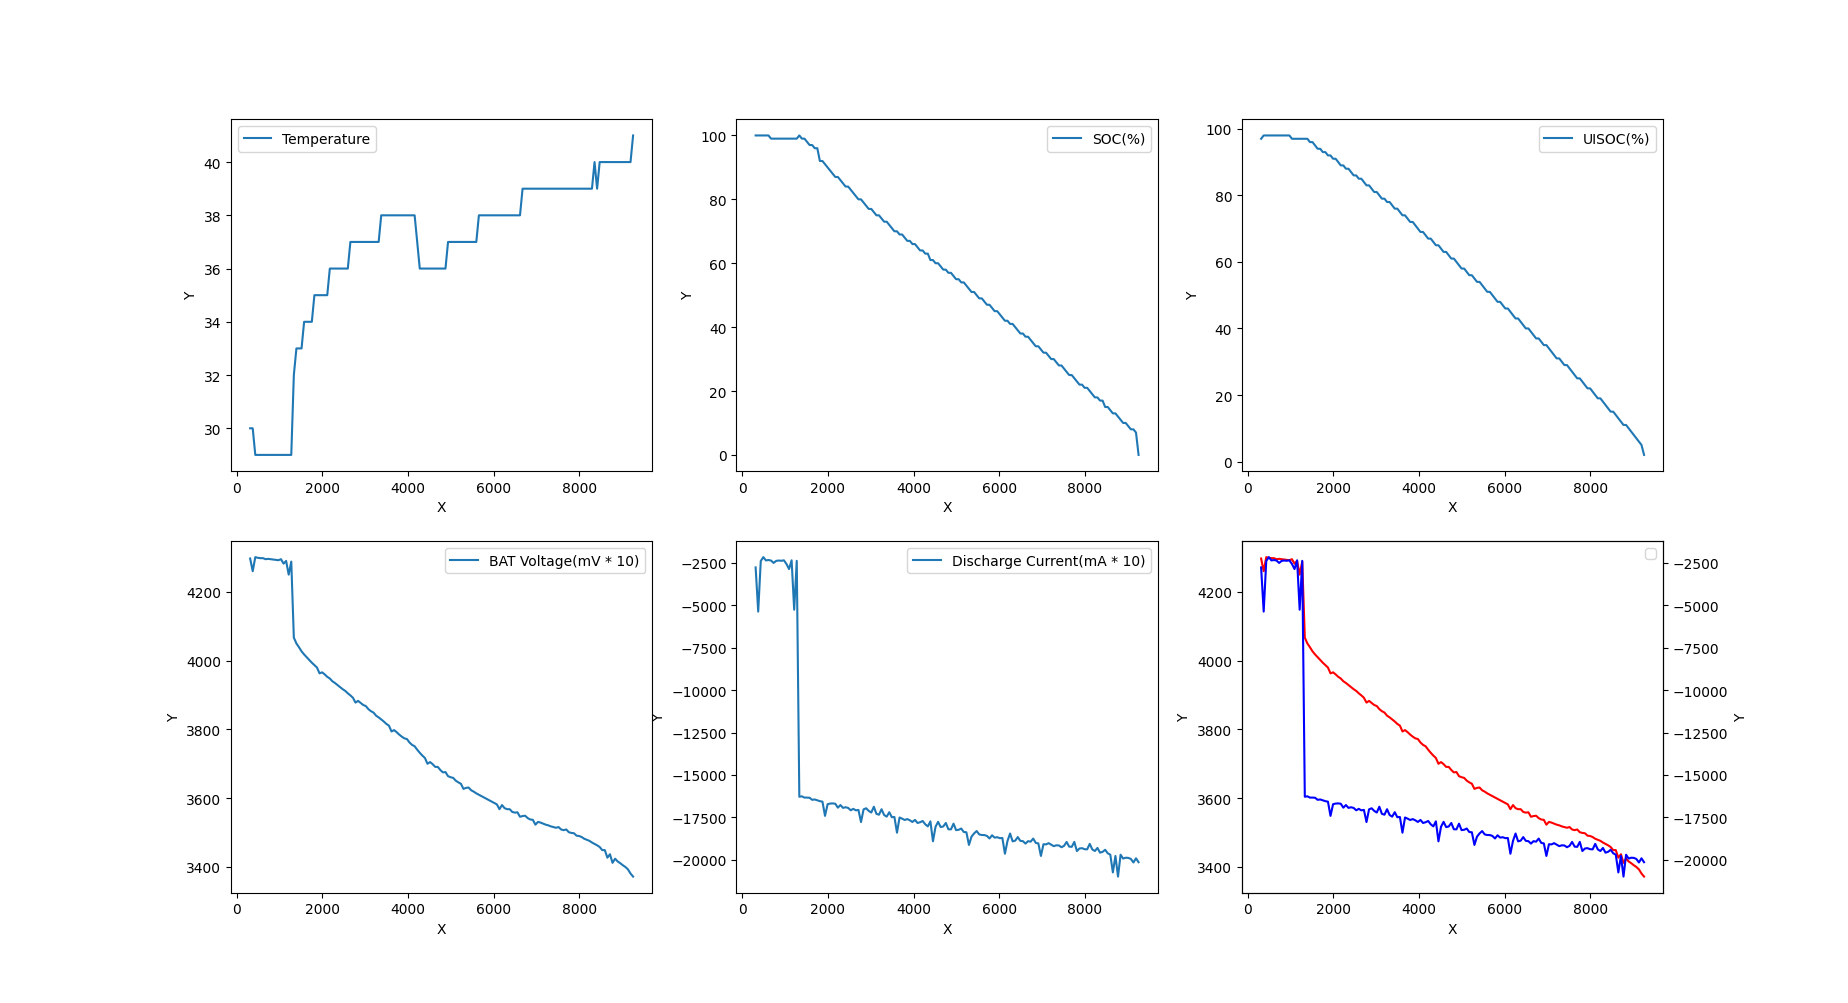 Temperature
40
38
36
34
32
30
Y
0 2000 4000 6000 8000
X
SOC(%)
100
80
60
40
20
0
Y
0 2000 4000 6000 8000
X
UISOC(%)
100
80
60
40
20
0
Y
0 2000 4000 6000 8000
X
BAT Voltage(mV * 10)
4200
4000
3800
3600
3400
Y
0 2000 4000 6000 8000
X
Discharge Current(mA * 10)
−2500
−5000
−7500
−10000
−12500
−15000
−17500
−20000
Y
0 2000 4000 6000 8000
X
4200
4000
3800
3600
3400
Y
0 2000 4000 6000 8000
X
−2500
−5000
−7500
−10000
−12500
−15000
−17500
−20000
Y